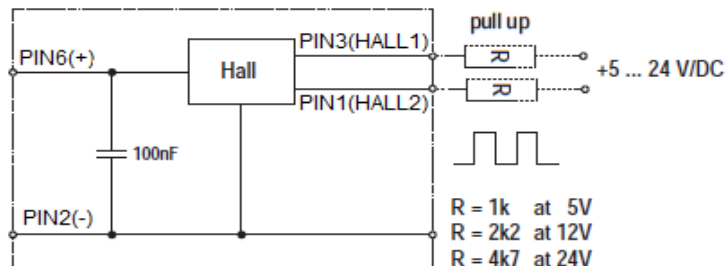 pull up
PIN3(HALL1)
R
PIN6(+)
Hall
+5 ... 24 V/DC
R
PIN1(HALL2)
100nF
PIN2(-)
R = 1k at 5V
R = 2k2 at 12V
R = 4k7 at 24V